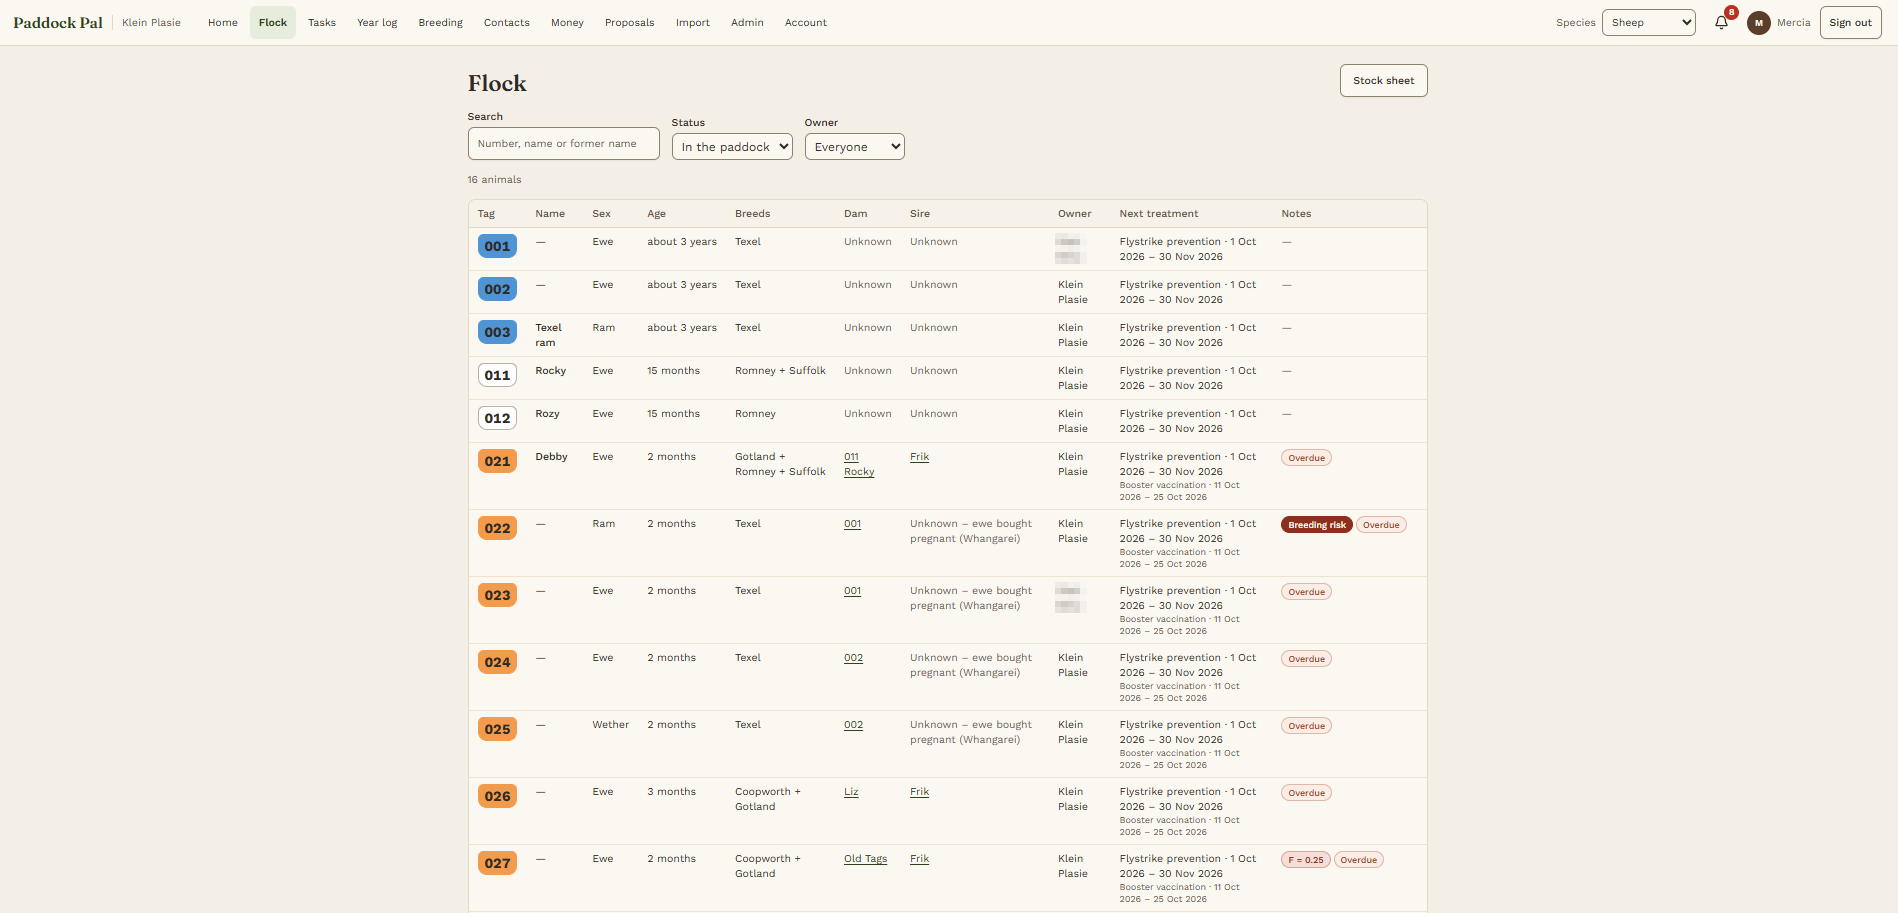 Paddock Pal Klein Plasie Home Flock Tasks Year log Breeding Contacts Money Proposals Import Admin Account Species Sheep 8 M Mercia Sign out
Flock Stock sheet
Search Status Owner
Number, name or former name In the paddock Everyone
16 animals
Tag Name Sex Age Breeds Dam Sire Owner Next treatment Notes
001 — Ewe about 3 years Texel Unknown Unknown Flystrike prevention · 1 Oct —
2026 – 30 Nov 2026
002 — Ewe about 3 years Texel Unknown Unknown Klein Flystrike prevention · 1 Oct —
Plasie 2026 – 30 Nov 2026
003 Texel Ram about 3 years Texel Unknown Unknown Klein Flystrike prevention · 1 Oct —
ram Plasie 2026 – 30 Nov 2026
011 Rocky Ewe 15 months Romney + Suffolk Unknown Unknown Klein Flystrike prevention · 1 Oct —
Plasie 2026 – 30 Nov 2026
012 Rozy Ewe 15 months Romney Unknown Unknown Klein Flystrike prevention · 1 Oct —
Plasie 2026 – 30 Nov 2026
021 Debby Ewe 2 months Gotland + 011 Frik Klein Flystrike prevention · 1 Oct Overdue
Romney + Suffolk Rocky Plasie 2026 – 30 Nov 2026
Booster vaccination · 11 Oct
2026 – 25 Oct 2026
022 — Ram 2 months Texel 001 Unknown – ewe bought Klein Flystrike prevention · 1 Oct Breeding risk Overdue
pregnant (Whangarei) Plasie 2026 – 30 Nov 2026
Booster vaccination · 11 Oct
2026 – 25 Oct 2026
023 — Ewe 2 months Texel 001 Unknown – ewe bought Flystrike prevention · 1 Oct Overdue
pregnant (Whangarei) 2026 – 30 Nov 2026
Booster vaccination · 11 Oct
2026 – 25 Oct 2026
024 — Ewe 2 months Texel 002 Unknown – ewe bought Klein Flystrike prevention · 1 Oct Overdue
pregnant (Whangarei) Plasie 2026 – 30 Nov 2026
Booster vaccination · 11 Oct
2026 – 25 Oct 2026
025 — Wether 2 months Texel 002 Unknown – ewe bought Klein Flystrike prevention · 1 Oct Overdue
pregnant (Whangarei) Plasie 2026 – 30 Nov 2026
Booster vaccination · 11 Oct
2026 – 25 Oct 2026
026 — Ewe 3 months Coopworth + Liz Frik Klein Flystrike prevention · 1 Oct Overdue
Gotland Plasie 2026 – 30 Nov 2026
Booster vaccination · 11 Oct
2026 – 25 Oct 2026
027 — Ewe 2 months Coopworth + Old Tags Frik Klein Flystrike prevention · 1 Oct F = 0.25 Overdue
Gotland Plasie 2026 – 30 Nov 2026
Booster vaccination · 11 Oct
2026 – 25 Oct 2026